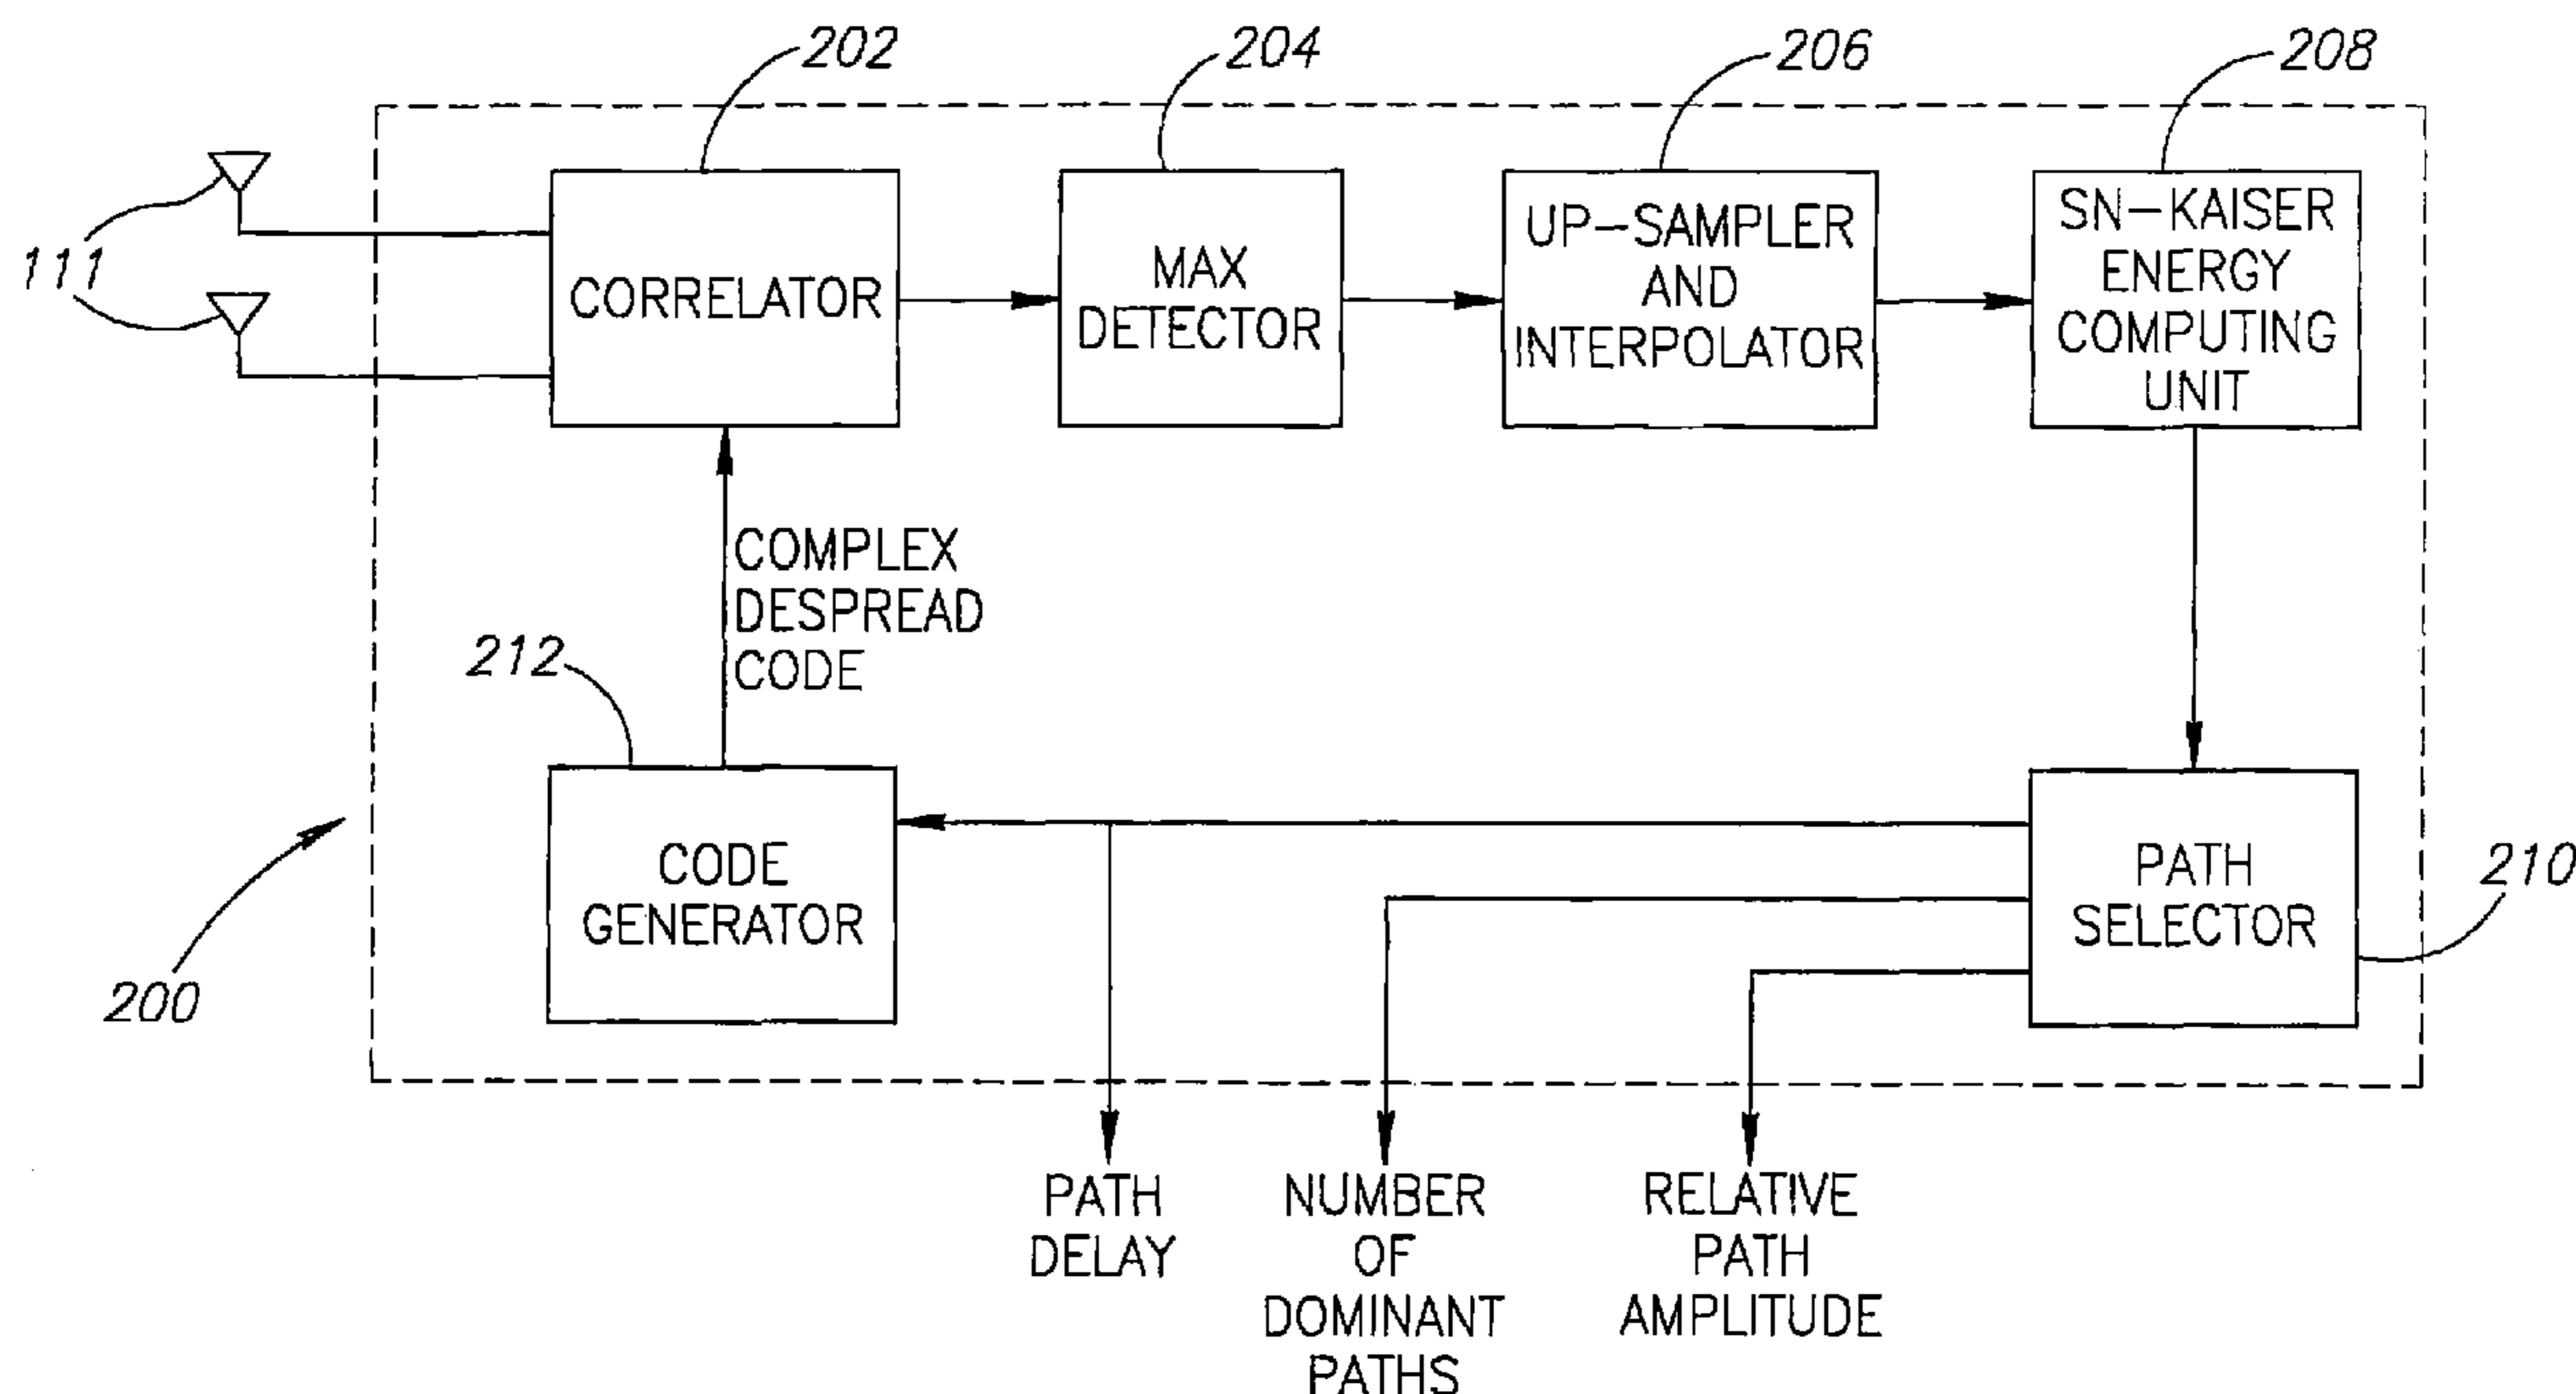 202
204
206
208
111
CORRELATOR
MAX
DETECTOR
UP-SAMPLER
AND
INTERPOLATOR
SN-KAISER
ENERGY
COMPUTING
UNIT
COMPLEX
DESPREAD
CODE
212
CODE
GENERATOR
PATH
SELECTOR
210
200
PATH
DELAY
NUMBER
OF
DOMINANT
PATHS
RELATIVE
PATH
AMPLITUDE